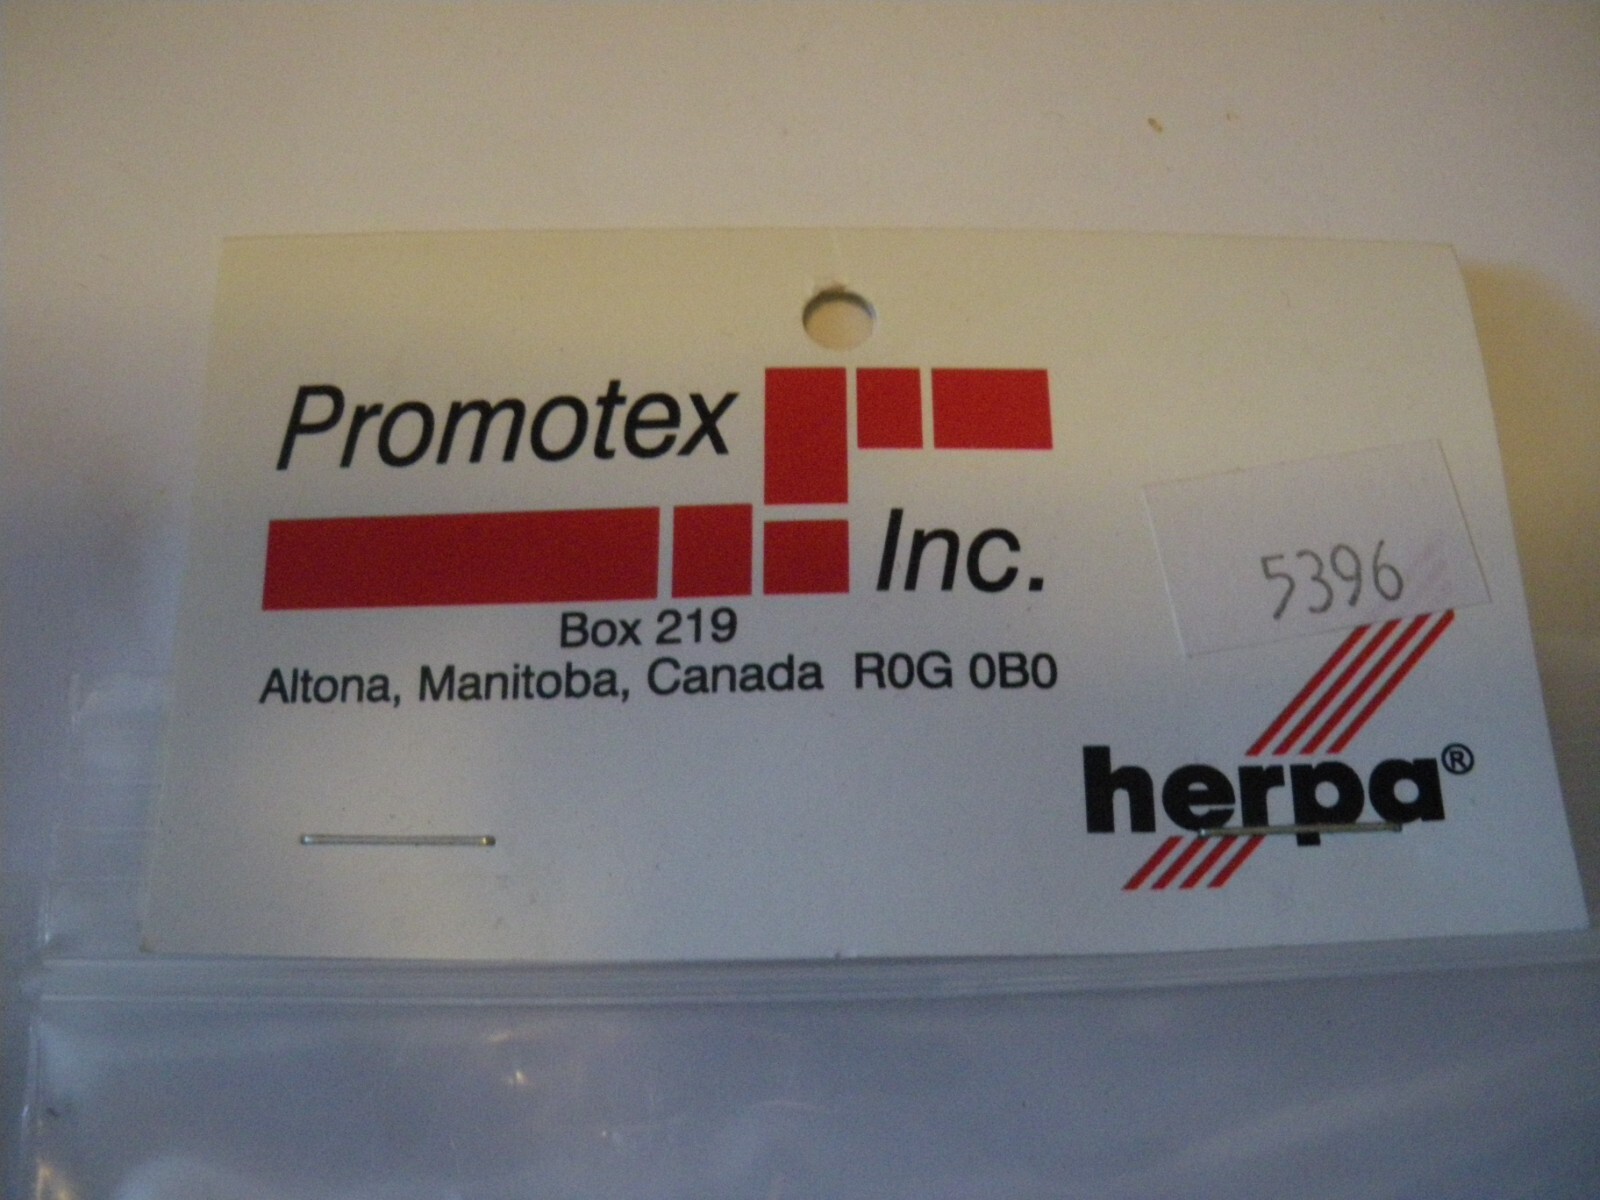 Promotex
Inc.
Box 219
Altona, Manitoba, Canada R0G 0B0
5396
herpa®